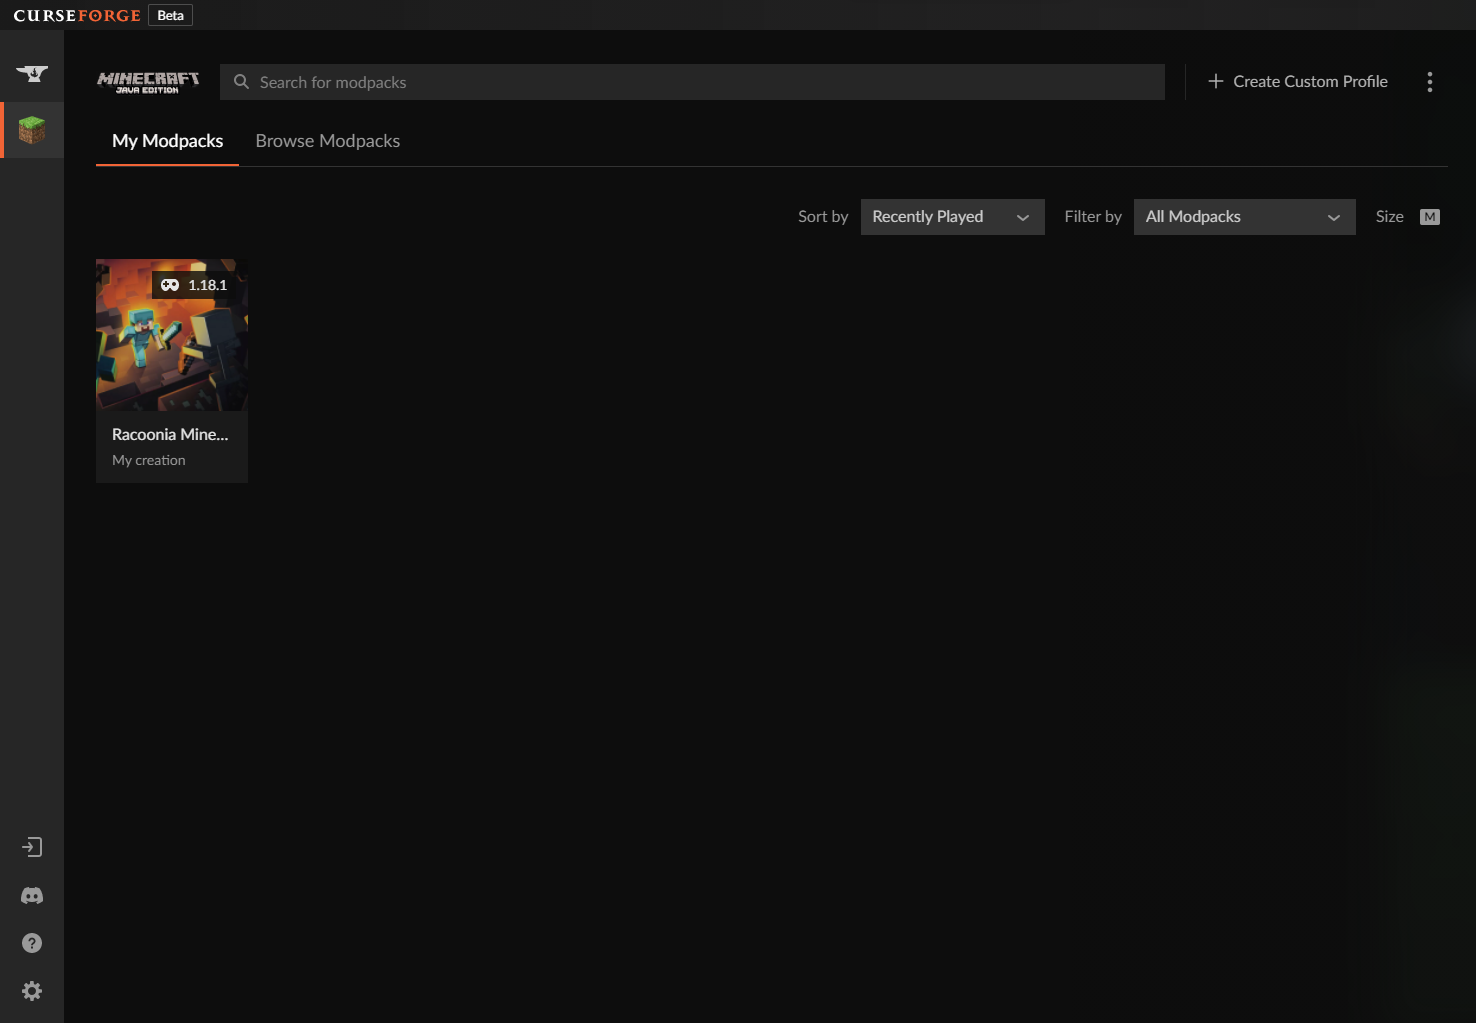 CURSEFORGE Beta
MINECRAFT
JAVA EDITION
Search for modpacks
Create Custom Profile
My Modpacks Browse Modpacks
Sort by Recently Played Filter by All Modpacks Size M
1.18.1
Racoonia Mine...
My creation